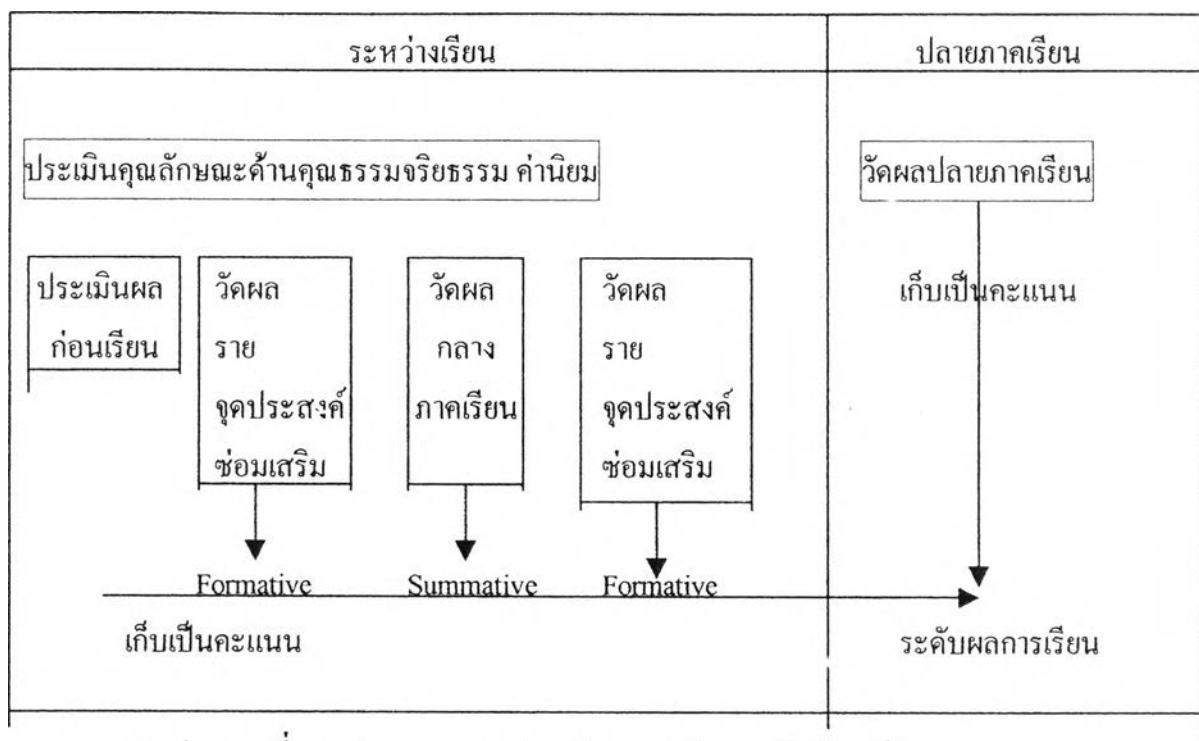 ระหว่างเรียน
ปลายภาคเรียน
ประเมินคุณลักษณะด้านคุณธรรมจริยธรรม ค่านิยม
วัดผลปลายภาคเรียน
ประเมินผล
ก่อนเรียน
วัดผล
ราย
จุดประสงค์
ซ่อมเสริม
วัดผล
กลาง
ภาคเรียน
วัดผล
ราย
จุดประสงค์
ซ่อมเสริม
เก็บเป็นคะแนน
Formative
Summative
Formative
เก็บเป็นคะแนน
ระดับผลการเรียน